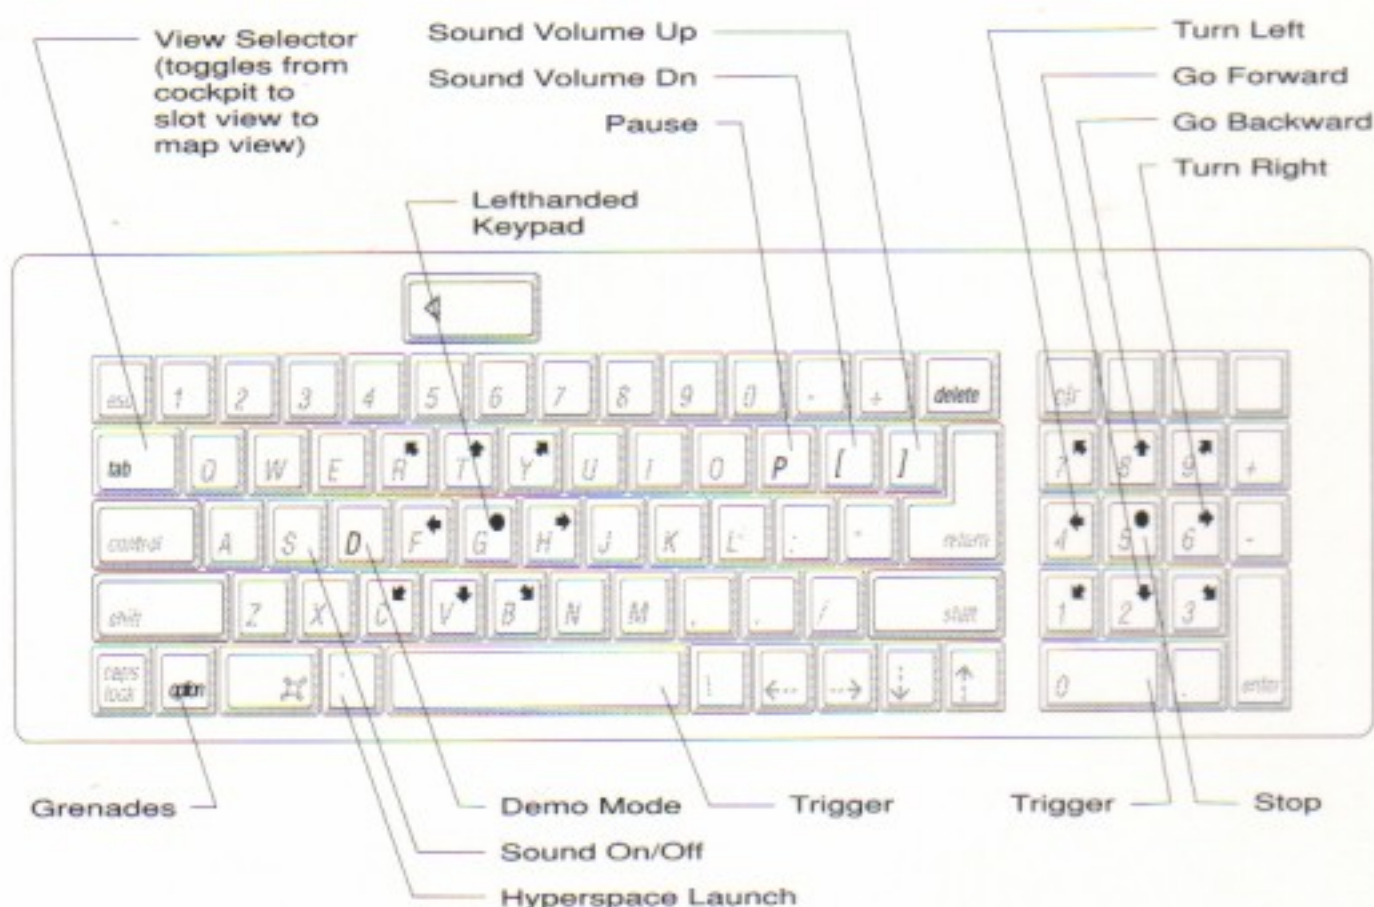 View Selector
(toggles from
cockpit to
slot view to
map view)
Sound Volume Up
Sound Volume Dn
Pause
Lefthanded
Keypad
Turn Left
Go Forward
Go Backward
Turn Right
esc 1 2 3 4 5 6 7 8 9 0 - delete clr
tab Q W E R T Y U I O P [ ] 7 8 9 +
control A S D F G H J K L return 4 5 6 -
shift Z X C V B N M / shift 1 2 3
caps
lock option 0 . enter
Grenades
Demo Mode
Trigger
Trigger
Stop
Sound On/Off
Hyperspace Launch